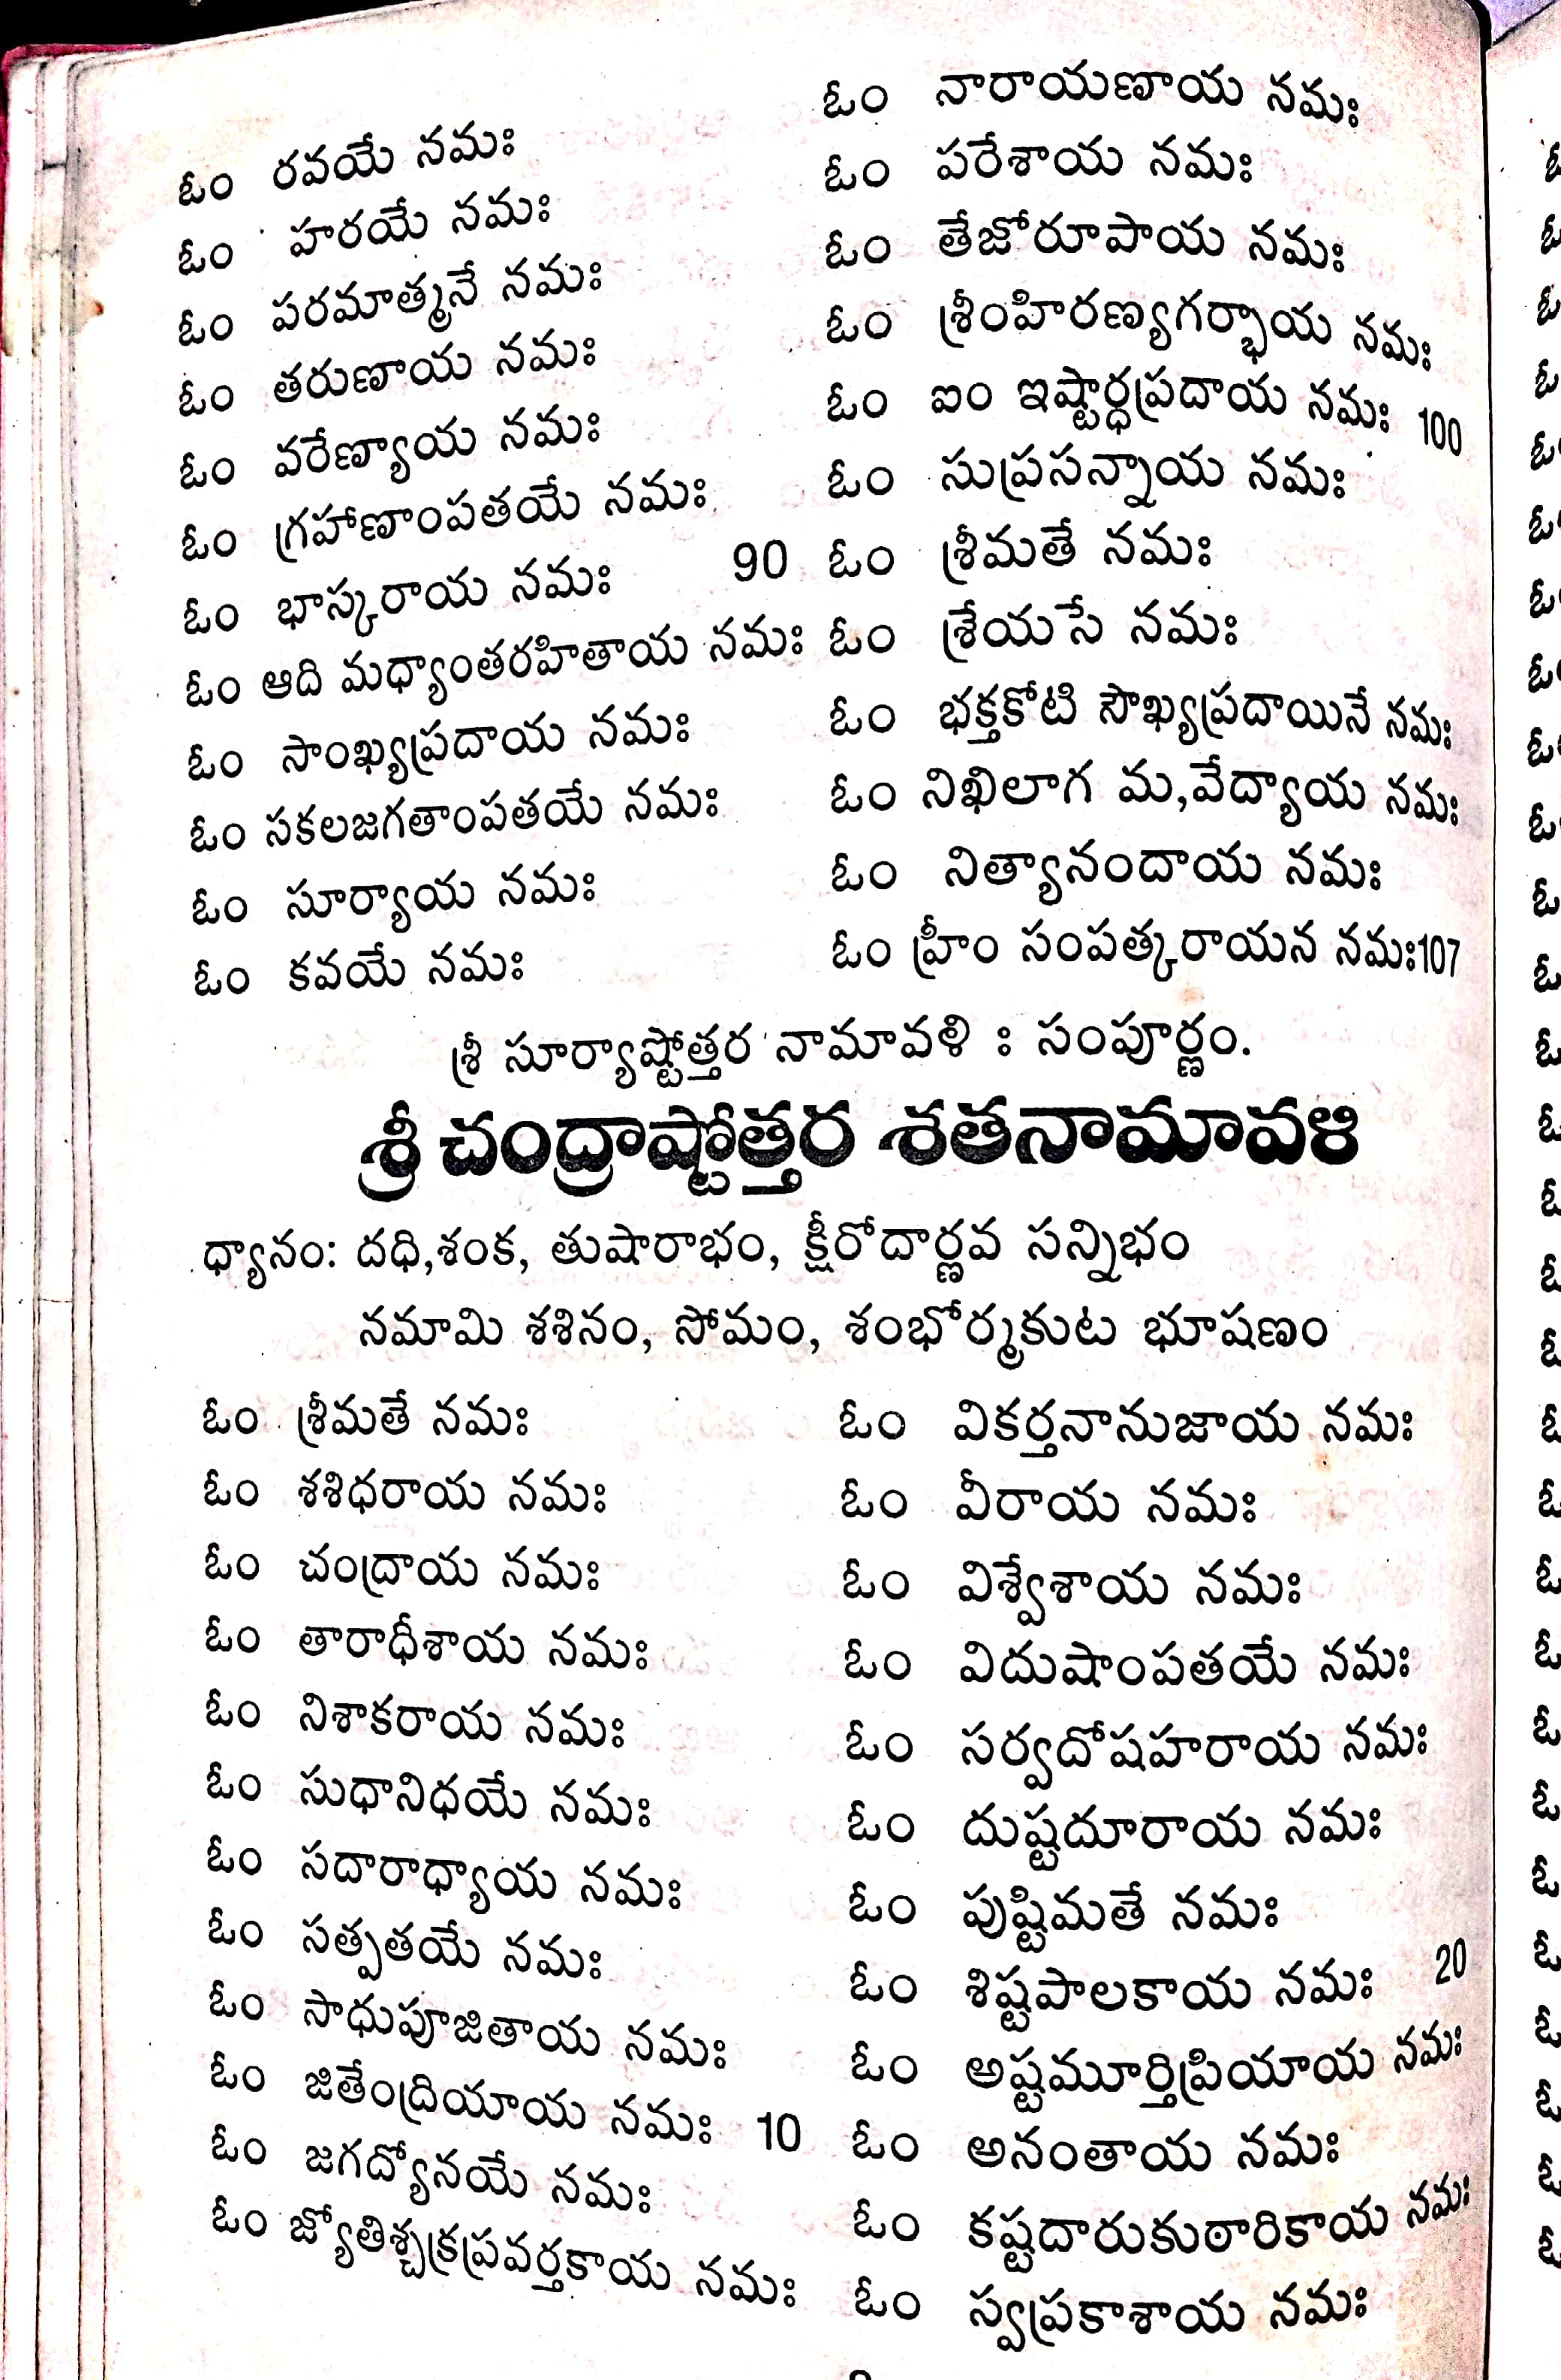 ఓం రవయే నమః
ఓం హరయే నమః
ఓం పరమాత్మనే నమః
ఓం తరుణాయ నమః
ఓం వరేణ్యాయ నమః
ఓం గ్రహాణాంపతయే నమః
ఓం భాస్కరాయ నమః 90
ఓం ఆది మధ్యాంతరహితాయ నమః
ఓం సాంఖ్యప్రదాయ నమః
ఓం సకలజగతాంపతయే నమః
ఓం సూర్యాయ నమః
ఓం కవయే నమః
ఓం నారాయణాయ నమః
ఓం పరేశాయ నమః
ఓం తేజోరూపాయ నమః
ఓం శ్రీంహిరణ్యగర్భాయ నమః
ఓం ఐం ఇష్టార్ధప్రదాయ నమః 100
ఓం సుప్రసన్నాయ నమః
ఓం శ్రీమతే నమః
ఓం శ్రేయసే నమః
ఓం భక్తకోటి సౌఖ్యప్రదాయినే నమః
ఓం నిఖిలాగ మ,వేద్యాయ నమః
ఓం నిత్యానందాయ నమః
ఓం హ్రీం సంపత్కరాయన నమః107
శ్రీ సూర్యాష్టోత్తర నామావళి ః సంపూర్ణం.
శ్రీ చంద్రాష్టోత్తర శతనామావళి
ధ్యానం: దధి,శంక, తుషారాభం, క్షీరోదార్ణవ సన్నిభం
నమామి శశినం, సోమం, శంభోర్మకుట భూషణం
ఓం శ్రీమతే నమః
ఓం శశిధరాయ నమః
ఓం చంద్రాయ నమః
ఓం తారాధీశాయ నమః
ఓం నిశాకరాయ నమః
ఓం సుధానిధయే నమః
ఓం సదారాధ్యాయ నమః
ఓం సత్పతయే నమః
ఓం సాధుపూజితాయ నమః
ఓం జితేంద్రియాయ నమః 10
ఓం జగద్యోనయే నమః
ఓం జ్యోతిశ్చక్రప్రవర్తకాయ నమః
ఓం వికర్తనానుజాయ నమః
ఓం వీరాయ నమః
ఓం విశ్వేశాయ నమః
ఓం విదుషాంపతయే నమః
ఓం సర్వదోషహరాయ నమః
ఓం దుష్టదూరాయ నమః
ఓం పుష్టిమతే నమః
ఓం శిష్టపాలకాయ నమః 20
ఓం అష్టమూర్తిప్రియాయ నమః
ఓం అనంతాయ నమః
ఓం కష్టదారుకుఠారికాయ నమః
ఓం స్వప్రకాశాయ నమః